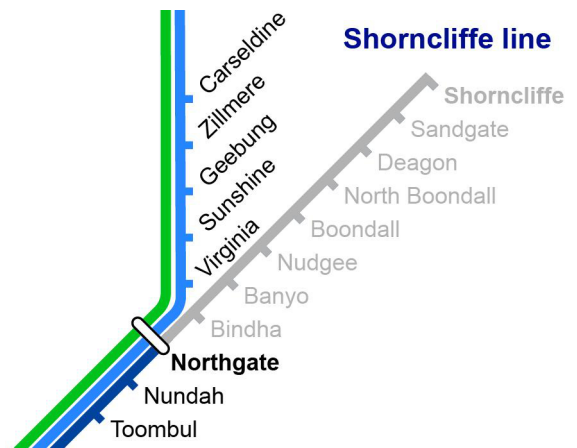 Shorncliffe line
Carseldine
Zillmere
Geebung
Sunshine
Virginia
Shorncliffe
Sandgate
Deagon
North Boondall
Boondall
Nudgee
Banyo
Bindha
Northgate
Nundah
Toombul